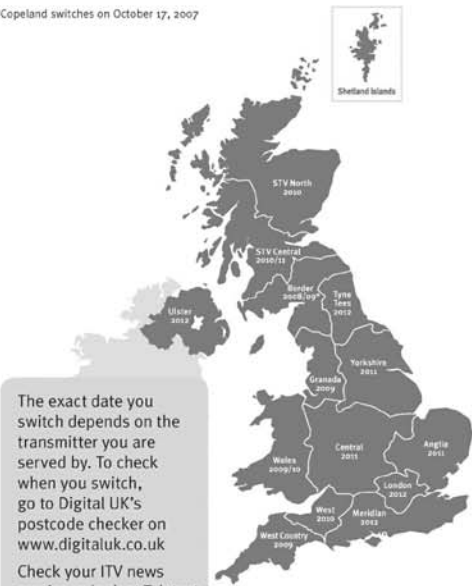 Copeland switches on October 17, 2007
Shetland Islands
STV North
2010
STV Central
2010/11
Border
2008/09*
Tyne
Tees
2012
Ulster
2012
Granada
2009
Yorkshire
2011
Wales
2009/10
Central
2011
Anglia
2011
London
2012
West
2010
Meridian
2012
West Country
2009
The exact date you
switch depends on the
transmitter you are
served by. To check
when you switch,
go to Digital UK's
postcode checker on
www.digitaluk.co.uk
Check your ITV news